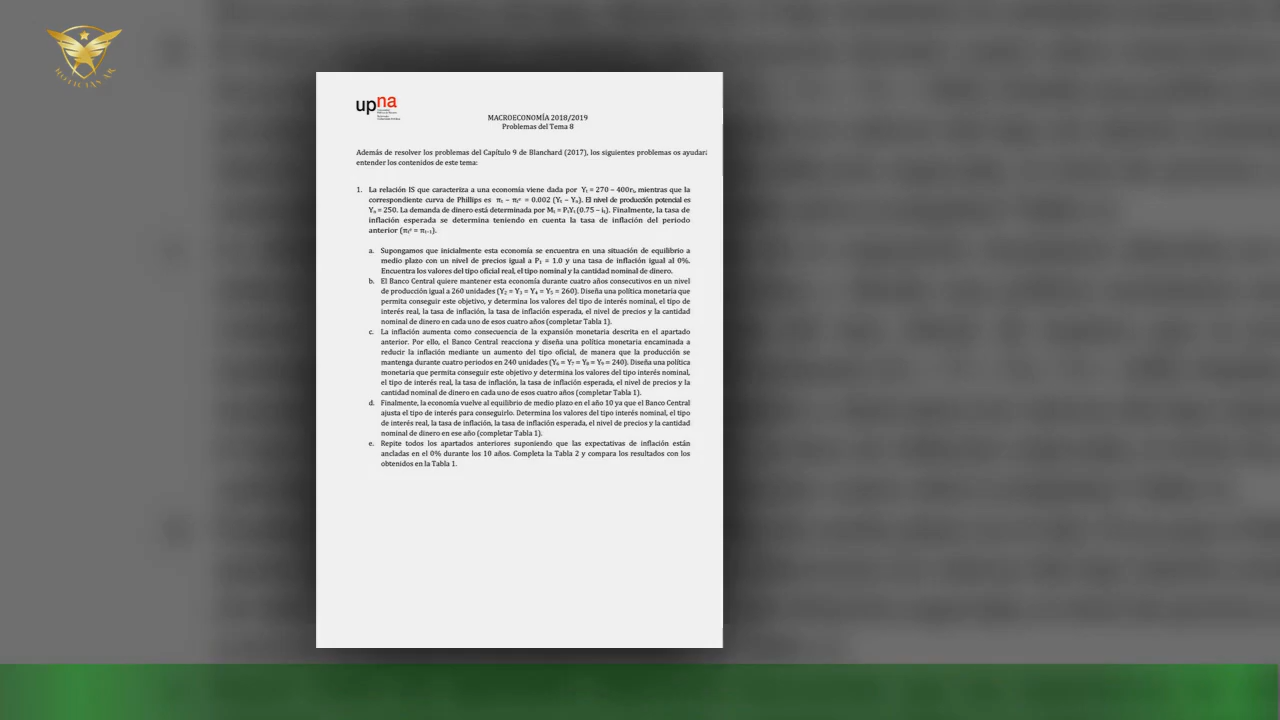 NOTICIAS AR
upna
MACROECONOMÍA 2018/2019
Problemas del Tema 8
Además de resolver los problemas del Capítulo 9 de Blanchard (2017), los siguientes problemas os ayudará
entender los contenidos de este tema:
1. La relación IS que caracteriza a una economía viene dada por Yₜ = 270 – 400rₜ, mientras que la
correspondiente curva de Phillips es πₜ – πₜᵉ = 0.002 (Yₜ – Yₙ). El nivel de producción potencial es
Yₙ = 250. La demanda de dinero está determinada por Mₜ = PₜYₜ (0.75 – iₜ). Finalmente, la tasa de
inflación esperada se determina teniendo en cuenta la tasa de inflación del periodo
anterior (πₜᵉ = πₜ₋₁).
a. Supongamos que inicialmente esta economía se encuentra en una situación de equilibrio a
medio plazo con un nivel de precios igual a P₁ = 1.0 y una tasa de inflación igual al 0%.
Encuentra los valores del tipo oficial real, el tipo nominal y la cantidad nominal de dinero.
b. El Banco Central quiere mantener esta economía durante cuatro años consecutivos en un nivel
de producción igual a 260 unidades (Y₂ = Y₃ = Y₄ = Y₅ = 260). Diseña una política monetaria que
permita conseguir este objetivo, y determina los valores del tipo de interés nominal, el tipo de
interés real, la tasa de inflación, la tasa de inflación esperada, el nivel de precios y la cantidad
nominal de dinero en cada uno de esos cuatro años (completar Tabla 1).
c. La inflación aumenta como consecuencia de la expansión monetaria descrita en el apartado
anterior. Por ello, el Banco Central reacciona y diseña una política monetaria encaminada a
reducir la inflación mediante un aumento del tipo oficial, de manera que la producción se
mantenga durante cuatro periodos en 240 unidades (Y₆ = Y₇ = Y₈ = Y₉ = 240). Diseña una política
monetaria que permita conseguir este objetivo y determina los valores del tipo interés nominal,
el tipo de interés real, la tasa de inflación, la tasa de inflación esperada, el nivel de precios y la
cantidad nominal de dinero en cada uno de esos cuatro años (completar Tabla 1).
d. Finalmente, la economía vuelve al equilibrio de medio plazo en el año 10 ya que el Banco Central
ajusta el tipo de interés para conseguirlo. Determina los valores del tipo interés nominal, el tipo
de interés real, la tasa de inflación, la tasa de inflación esperada, el nivel de precios y la cantidad
nominal de dinero en ese año (completar Tabla 1).
e. Repite todos los apartados anteriores suponiendo que las expectativas de inflación están
ancladas en el 0% durante los 10 años. Completa la Tabla 2 y compara los resultados con los
obtenidos en la Tabla 1.